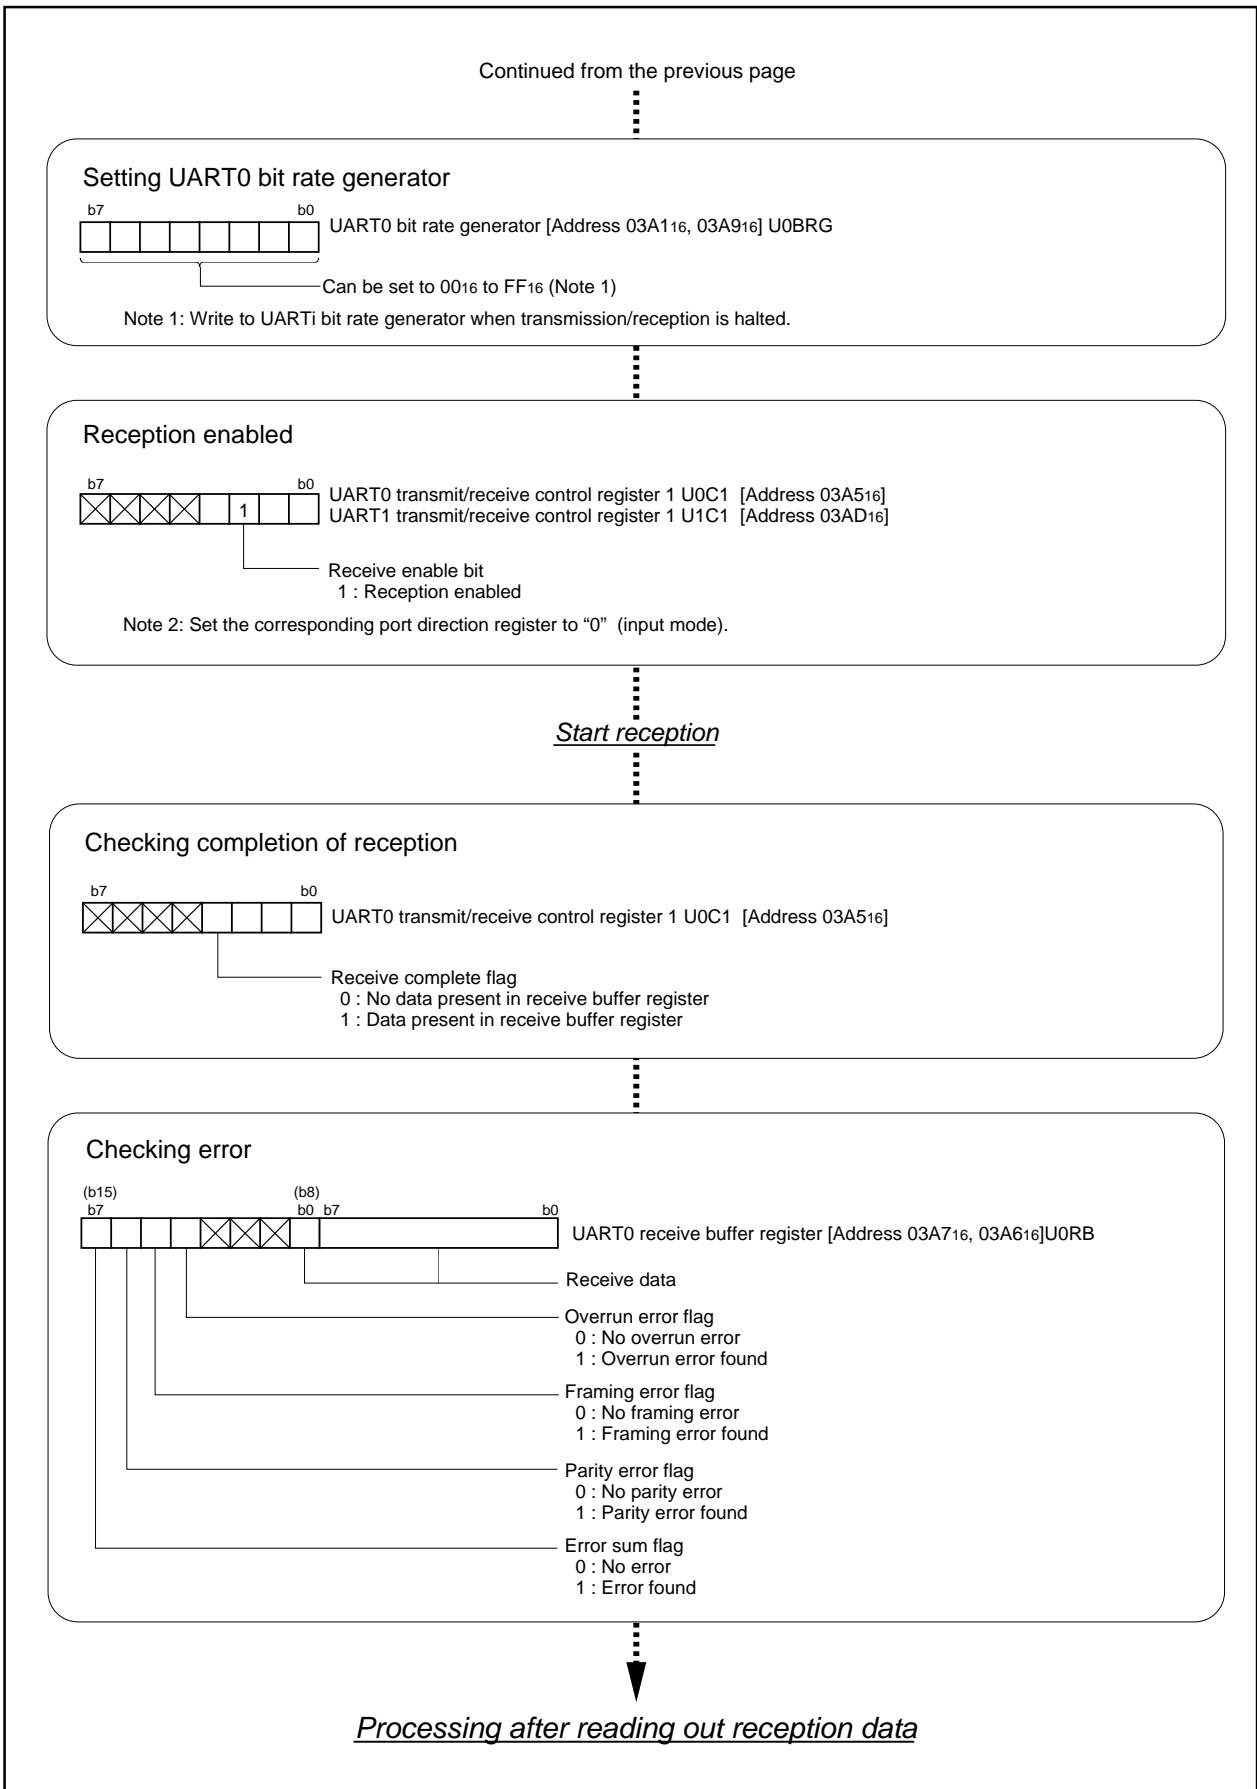 Continued from the previous page
Setting UART0 bit rate generator
b7 b0
UART0 bit rate generator [Address 03A116, 03A916] U0BRG
Can be set to 0016 to FF16 (Note 1)
Note 1: Write to UARTi bit rate generator when transmission/reception is halted.
Reception enabled
b7 b0
UART0 transmit/receive control register 1 U0C1 [Address 03A516]
1
UART1 transmit/receive control register 1 U1C1 [Address 03AD16]
Receive enable bit
1 : Reception enabled
Note 2: Set the corresponding port direction register to “0” (input mode).
Start reception
Checking completion of reception
b7 b0
UART0 transmit/receive control register 1 U0C1 [Address 03A516]
Receive complete flag
0 : No data present in receive buffer register
1 : Data present in receive buffer register
Checking error
(b15) (b8)
b7 b0 b7 b0
UART0 receive buffer register [Address 03A716, 03A616]U0RB
Receive data
Overrun error flag
0 : No overrun error
1 : Overrun error found
Framing error flag
0 : No framing error
1 : Framing error found
Parity error flag
0 : No parity error
1 : Parity error found
Error sum flag
0 : No error
1 : Error found
Processing after reading out reception data